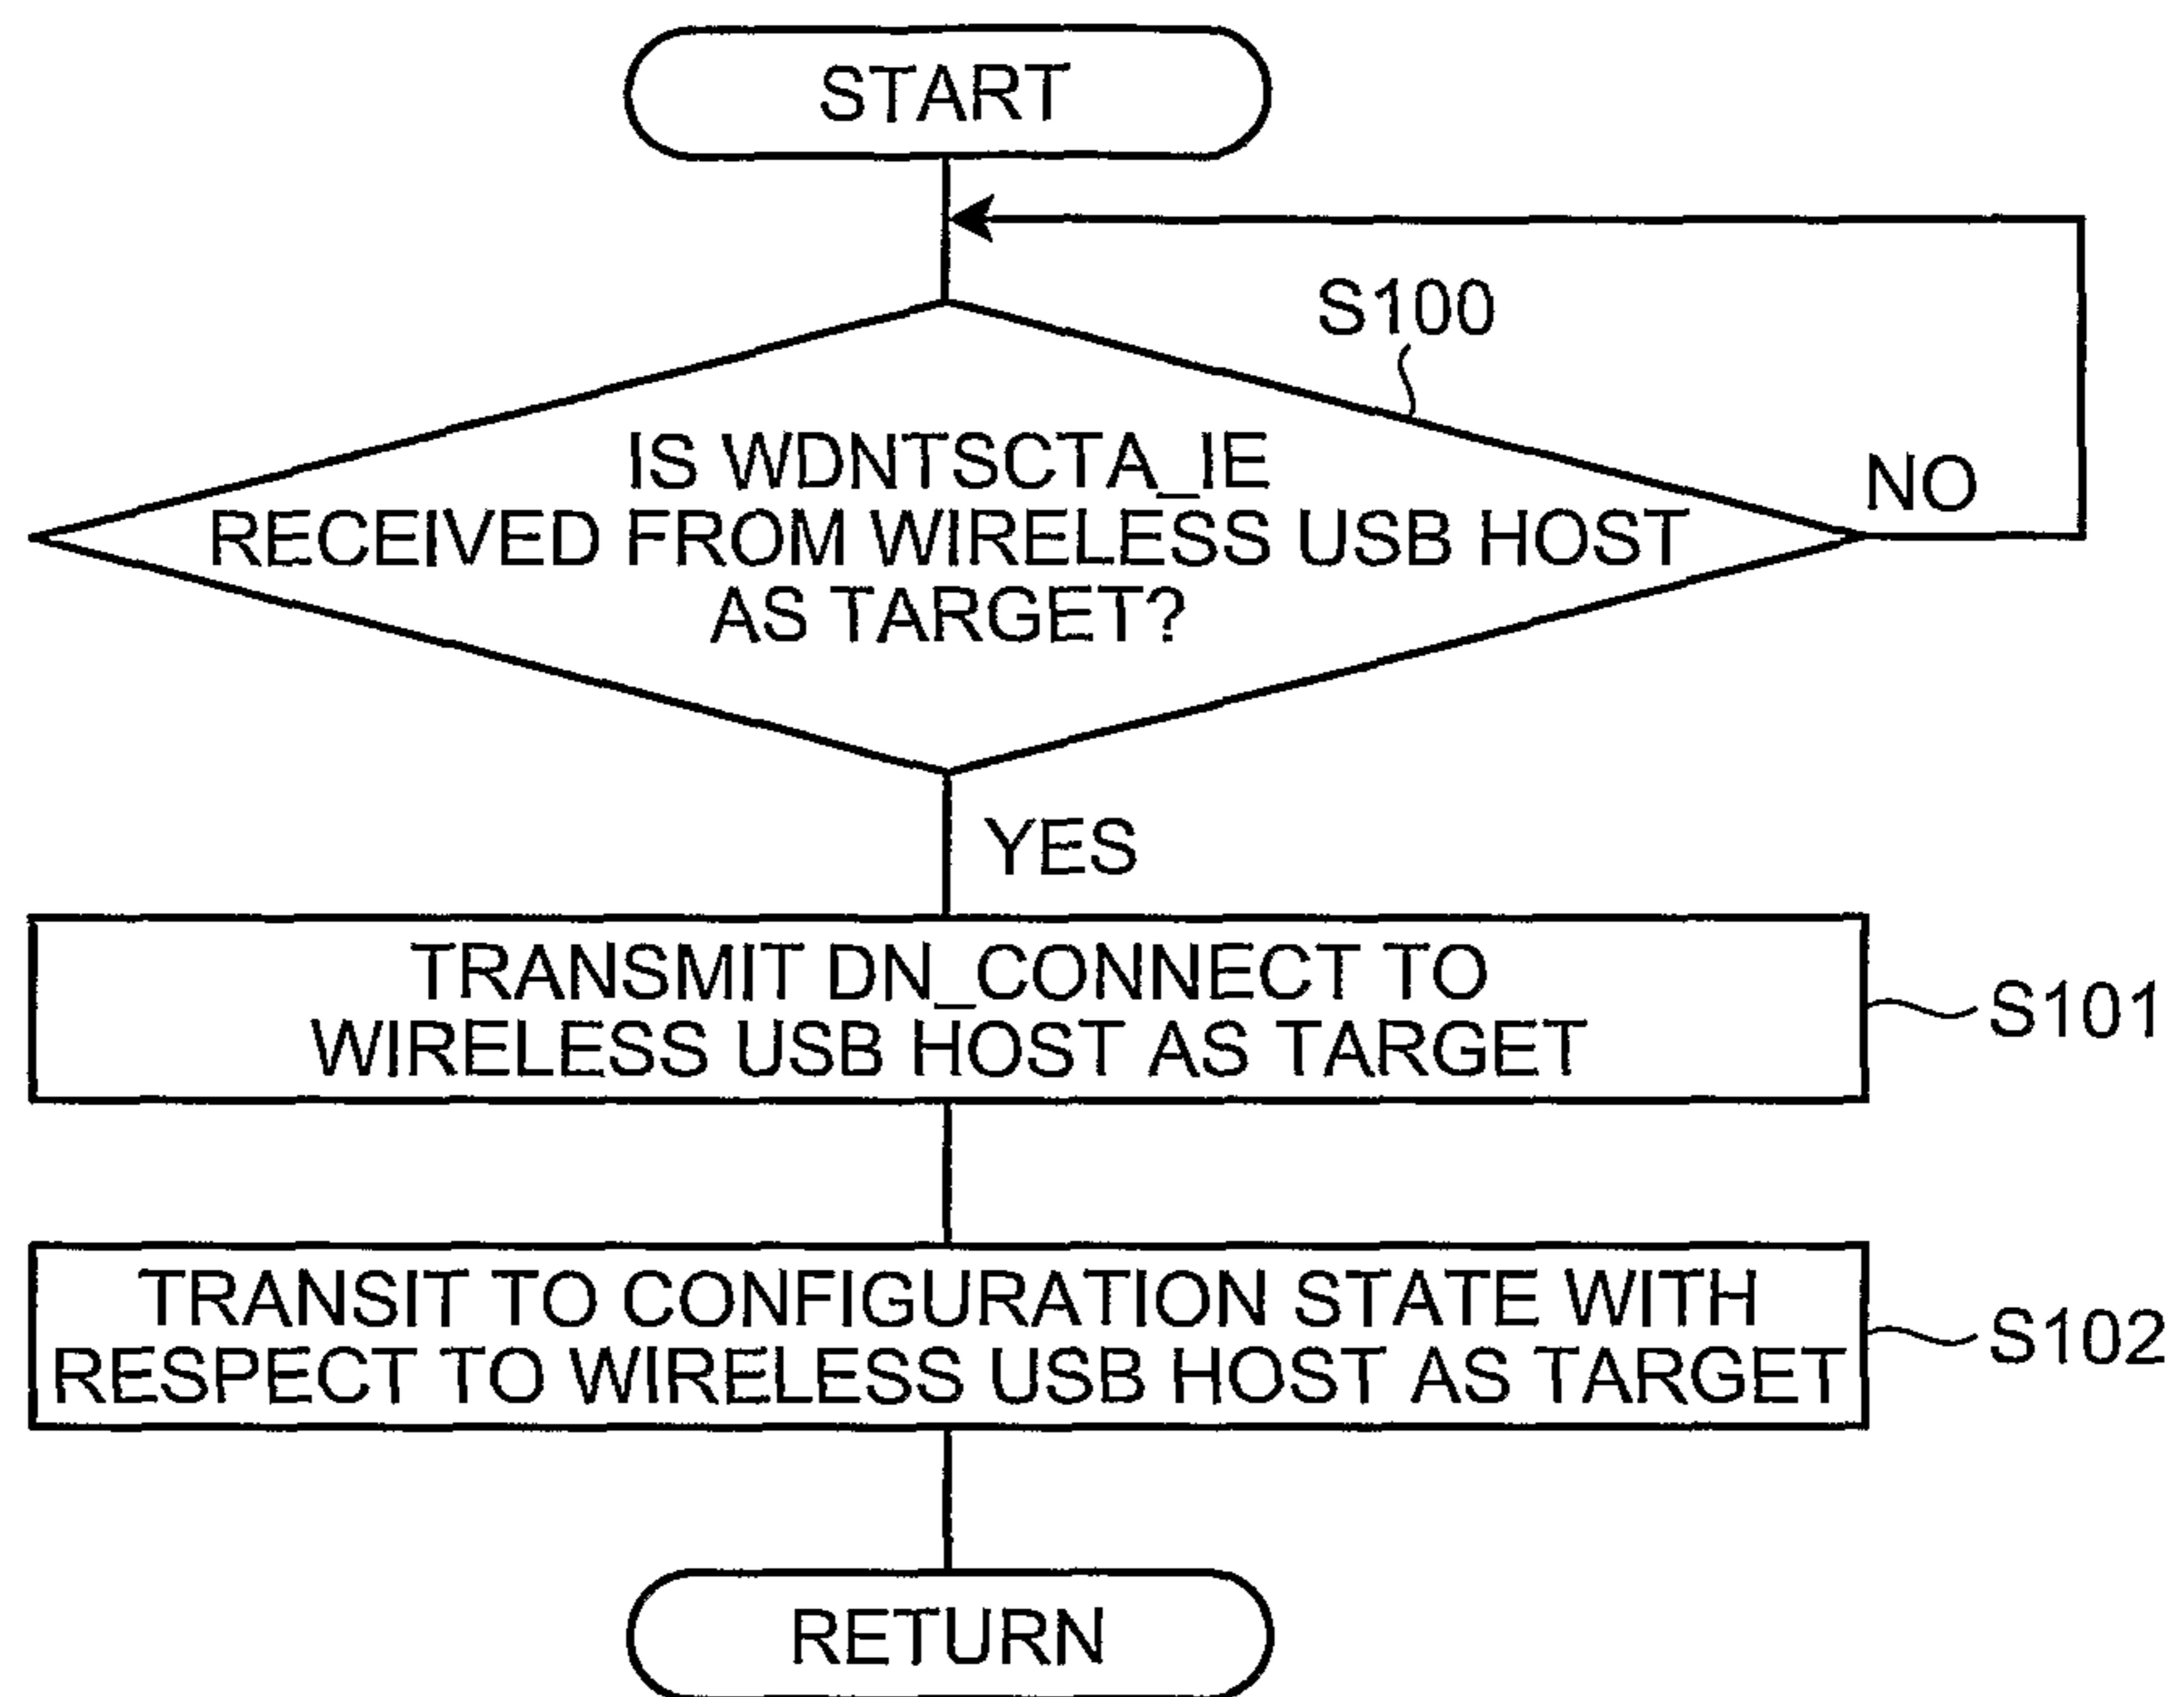 START
S100
IS WDNTSCTA_IE
RECEIVED FROM WIRELESS USB HOST
AS TARGET?
NO
YES
TRANSMIT DN_CONNECT TO
WIRELESS USB HOST AS TARGET
S101
TRANSIT TO CONFIGURATION STATE WITH
RESPECT TO WIRELESS USB HOST AS TARGET
S102
RETURN